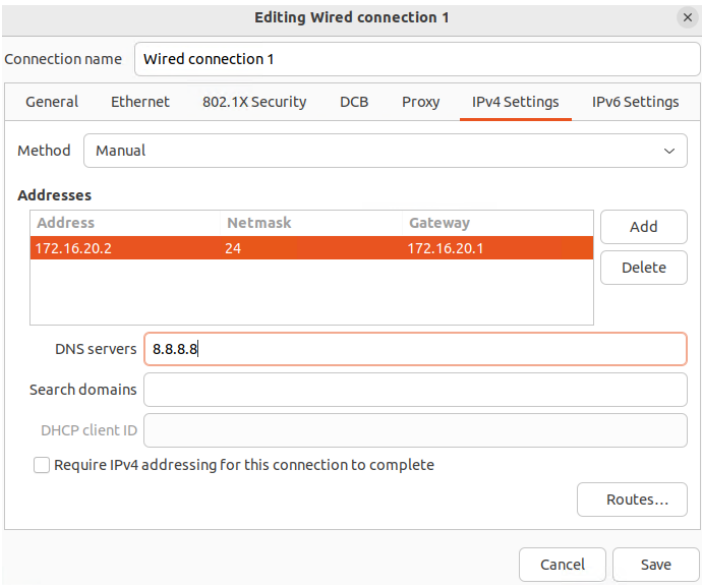 Editing Wired connection 1
Connection name Wired connection 1
General Ethernet 802.1X Security DCB Proxy IPv4 Settings IPv6 Settings
Method Manual
Addresses
Address Netmask Gateway
172.16.20.2 24 172.16.20.1
Add
Delete
DNS servers 8.8.8.8
Search domains
DHCP client ID
Require IPv4 addressing for this connection to complete
Routes...
Cancel Save